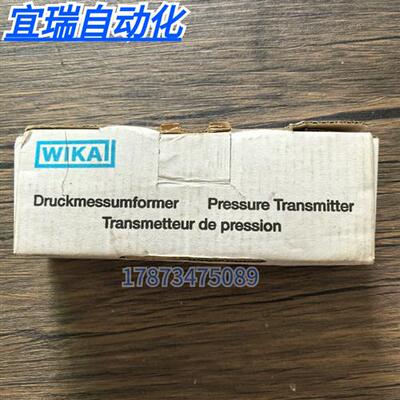 宜瑞自动化
WIKA
Druckmessumformer Pressure Transmitter
Transmetteur de pression
17873475089